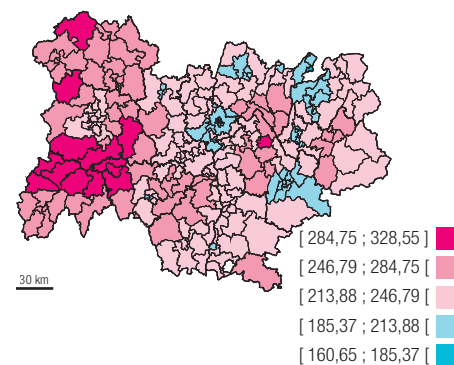 [ 284,75 ; 328,55 ]
[ 246,79 ; 284,75 [
[ 213,88 ; 246,79 [
30 km
[ 185,37 ; 213,88 [
[ 160,65 ; 185,37 [